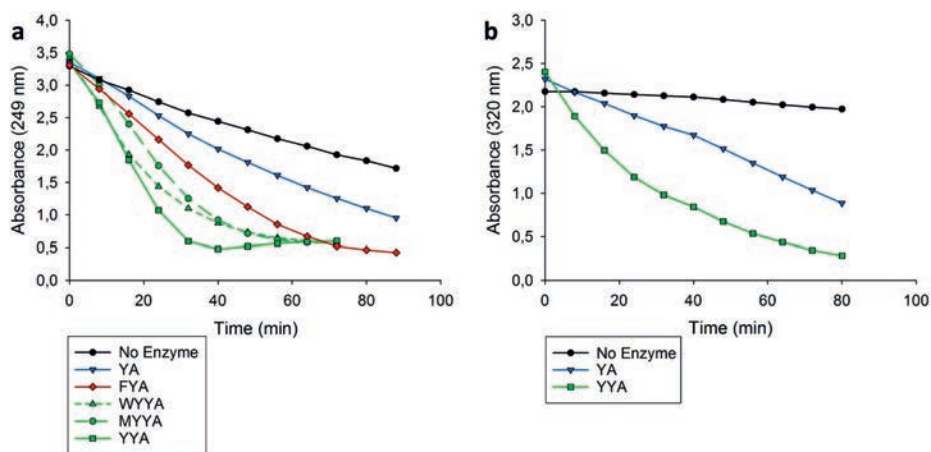 a
4,0
3,5
3,0
2,5
2,0
1,5
1,0
0,5
0,0
Absorbance (249 nm)
0 20 40 60 80 100
Time (min)
No Enzyme
YA
FYA
WYYA
MYYA
YYA
b
3,0
2,5
2,0
1,5
1,0
0,5
0,0
Absorbance (320 nm)
0 20 40 60 80 100
Time (min)
No Enzyme
YA
YYA